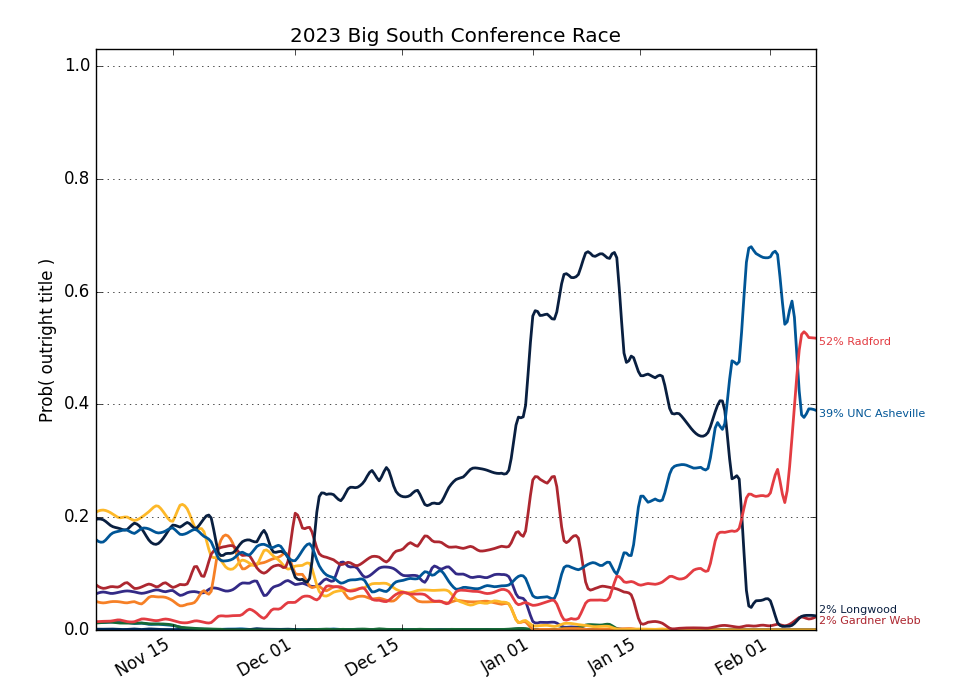 2023 Big South Conference Race
Prob( outright title )
1.0
0.8
0.6
0.4
0.2
0.0
Nov 15
Dec 01
Dec 15
Jan 01
Jan 15
Feb 01
52% Radford
39% UNC Asheville
2% Longwood
2% Gardner Webb